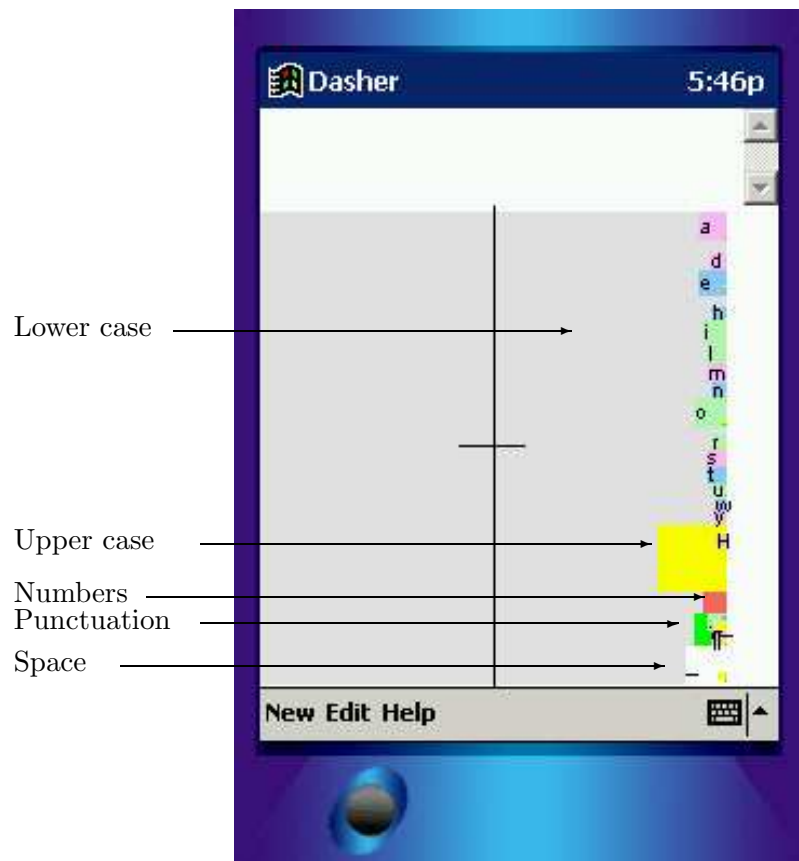 Dasher 5:46p
a
d
e
h
Lower case
i
l
m
n
o
r
s
t
u
w
y
Upper case
H
Numbers
Punctuation
¶
Space
New Edit Help